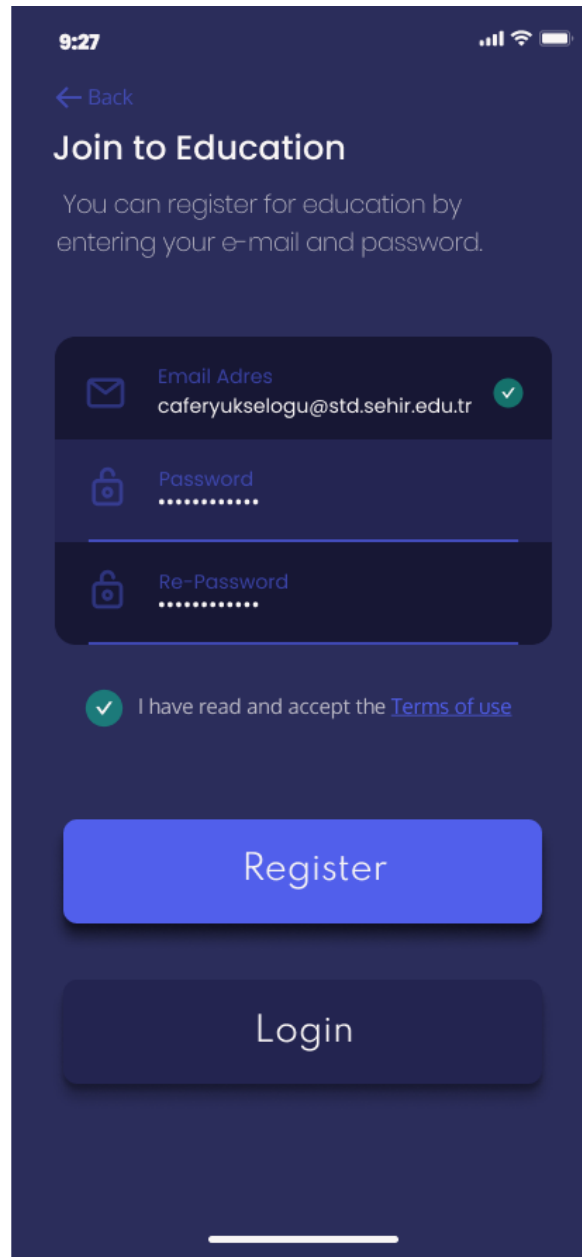 9:27
Back
Join to Education
You can register for education by
entering your e-mail and password.
Email Adres
caferyukselogu@std.sehir.edu.tr
Password
••••••••••••
Re-Password
••••••••••••
I have read and accept the Terms of use
Register
Login